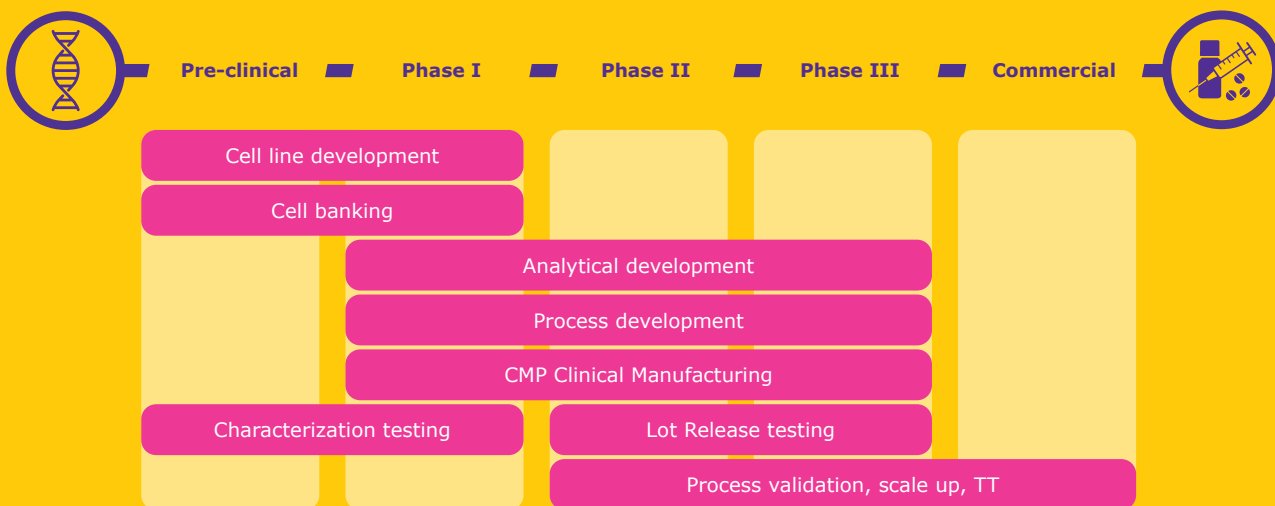 Pre-clinical Phase I Phase II Phase III Commercial
Cell line development
Cell banking
Analytical development
Process development
CMP Clinical Manufacturing
Characterization testing Lot Release testing
Process validation, scale up, TT